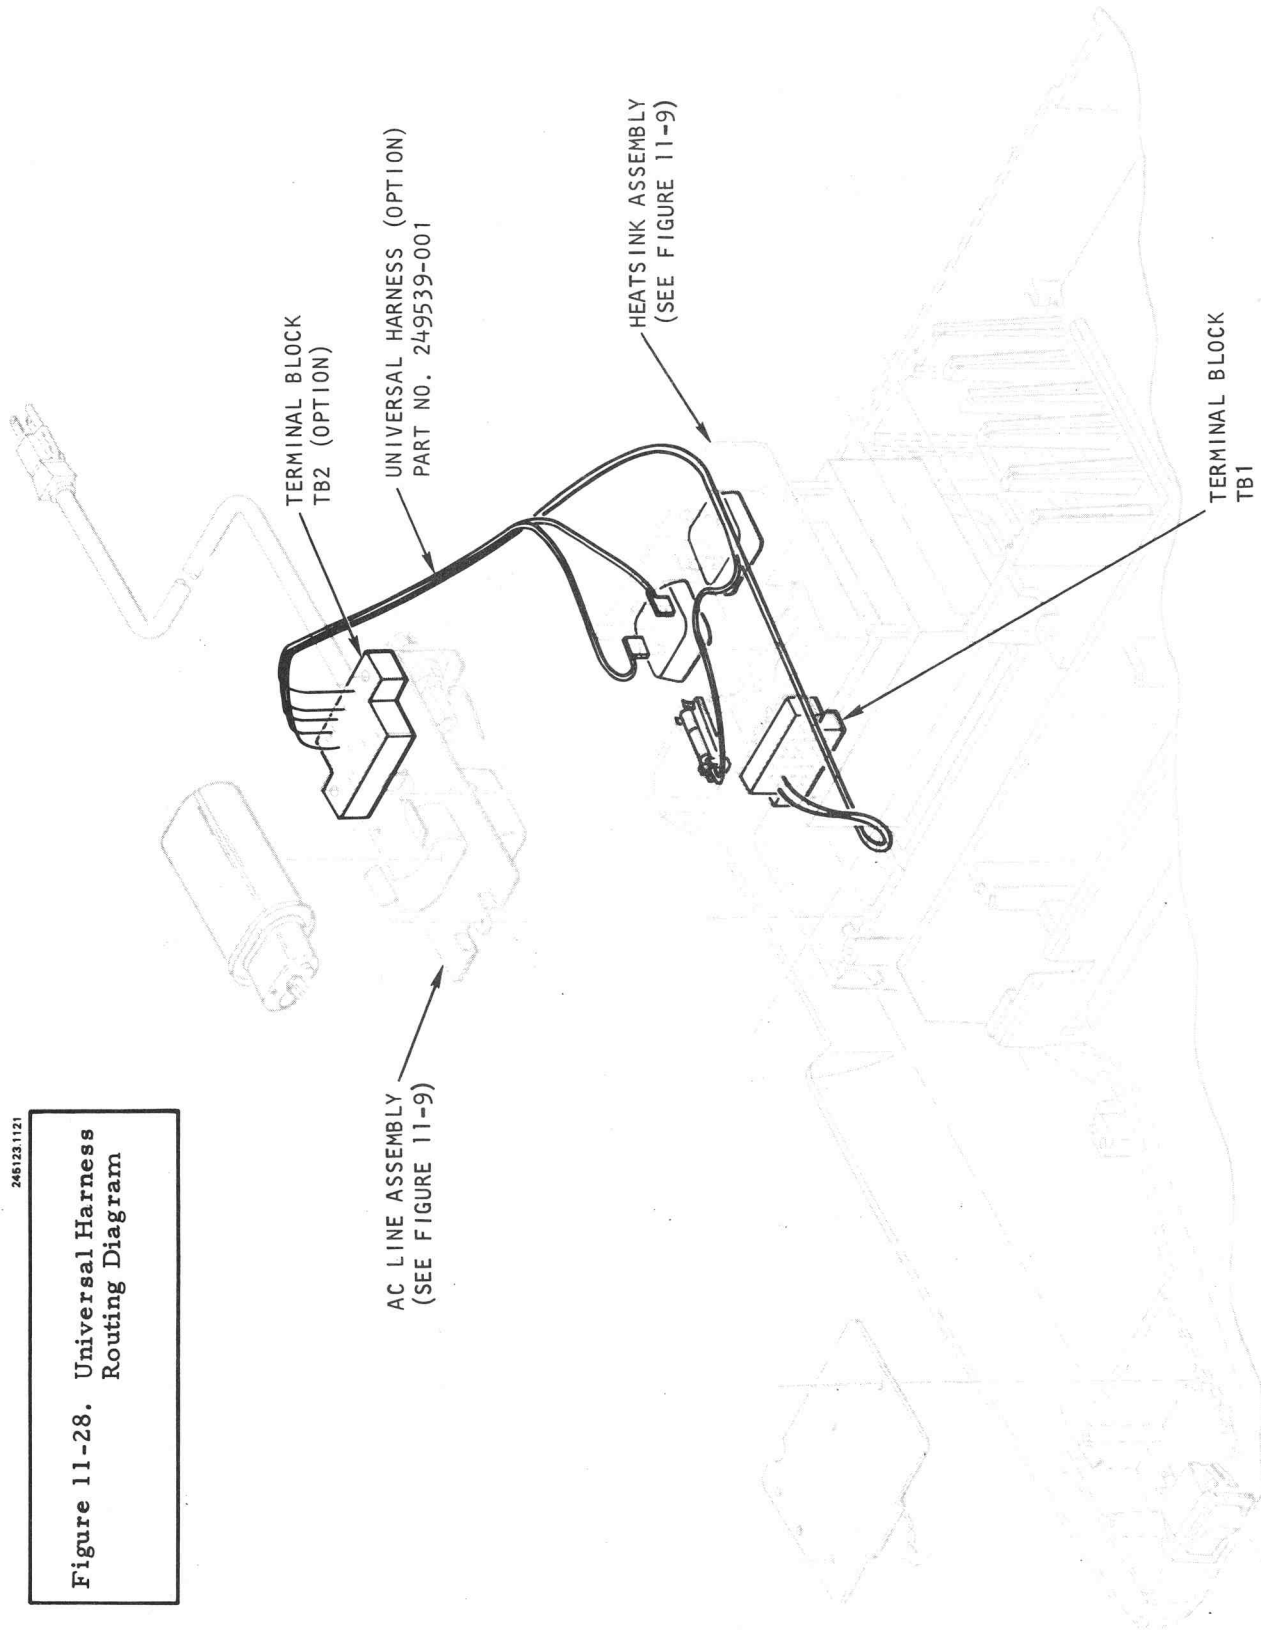 245123.1121
Figure 11-28. Universal Harness
Routing Diagram
TERMINAL BLOCK
TB2 (OPTION)
UNIVERSAL HARNESS (OPTION)
PART NO. 249539-001
HEATSINK ASSEMBLY
(SEE FIGURE 11-9)
AC LINE ASSEMBLY
(SEE FIGURE 11-9)
TERMINAL BLOCK
TB1